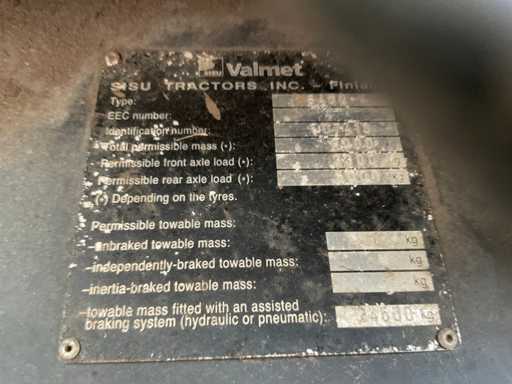 SISU Valmet
SISU TRACTORS INC. –
Type:
EEC number:
Identification number:
Total permissible mass (•):
Permissible front axle load (•):
Permissible rear axle load (•):
(•) Depending on the tyres.
Permissible towable mass:
–unbraked towable mass: kg
–independently-braked towable mass: kg
–inertia-braked towable mass: kg
–towable mass fitted with an assisted
braking system (hydraulic or pneumatic): kg